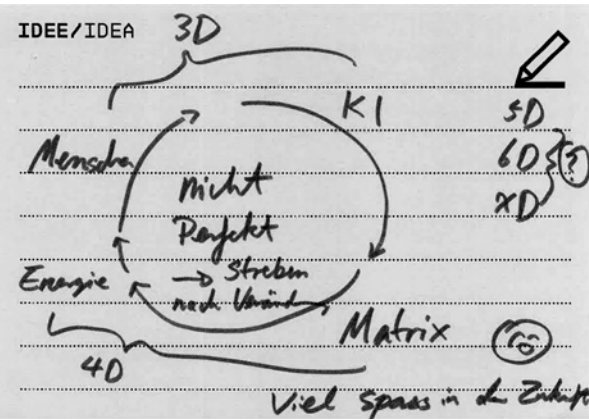 IDEE/IDEA
3D
KI
5D
Menschen
6D
?
nicht
XD
Perfekt
Energie
→ Streben
nach Veränd.
Matrix
4D
Viel Spass in der Zukunft